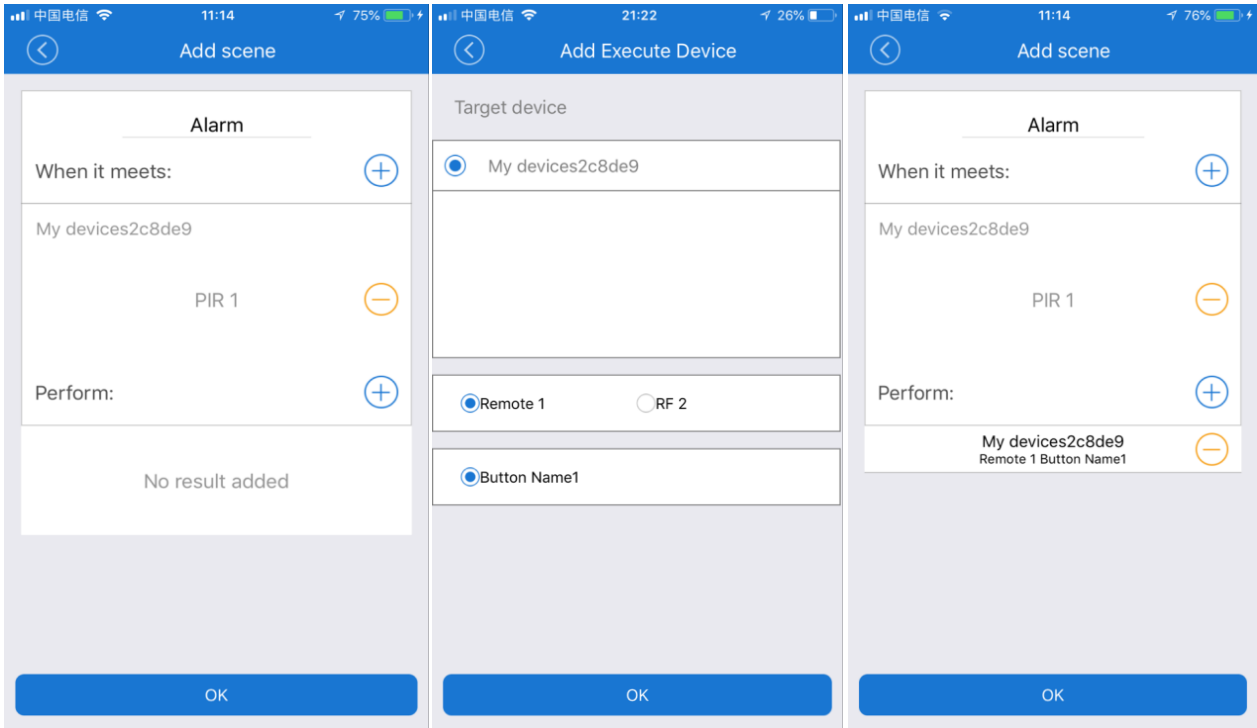 中国电信 11:14 75%
Add scene
Alarm
When it meets:
My devices2c8de9
PIR 1
Perform:
No result added
OK
中国电信 21:22 26%
Add Execute Device
Target device
My devices2c8de9
Remote 1 RF 2
Button Name1
OK
中国电信 11:14 76%
Add scene
Alarm
When it meets:
My devices2c8de9
PIR 1
Perform:
My devices2c8de9
Remote 1 Button Name1
OK